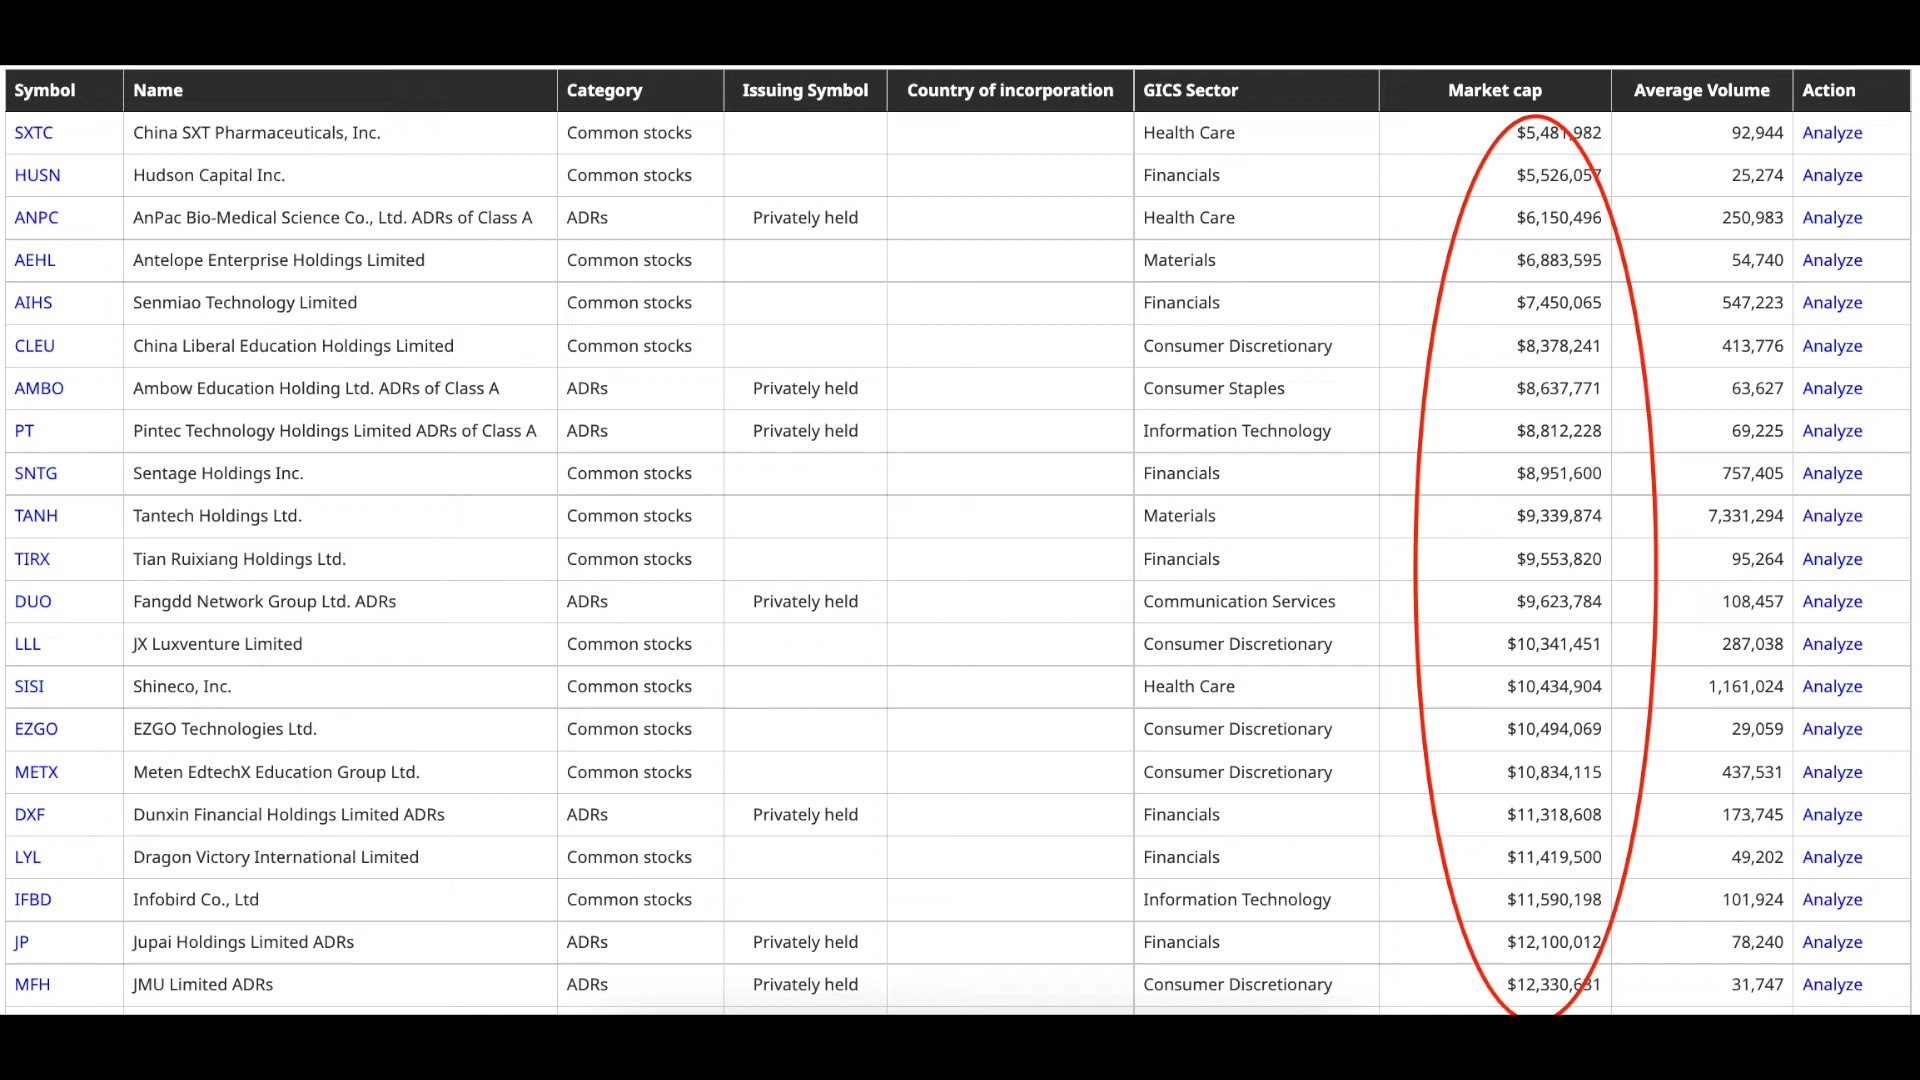 Symbol Name Category Issuing Symbol Country of incorporation GICS Sector Market cap Average Volume Action
SXTC China SXT Pharmaceuticals, Inc. Common stocks Health Care $5,481,982 92,944 Analyze
HUSN Hudson Capital Inc. Common stocks Financials $5,526,057 25,274 Analyze
ANPC AnPac Bio-Medical Science Co., Ltd. ADRs of Class A ADRs Privately held Health Care $6,150,496 250,983 Analyze
AEHL Antelope Enterprise Holdings Limited Common stocks Materials $6,883,595 54,740 Analyze
AIHS Senmiao Technology Limited Common stocks Financials $7,450,065 547,223 Analyze
CLEU China Liberal Education Holdings Limited Common stocks Consumer Discretionary $8,378,241 413,776 Analyze
AMBO Ambow Education Holding Ltd. ADRs of Class A ADRs Privately held Consumer Staples $8,637,771 63,627 Analyze
PT Pintec Technology Holdings Limited ADRs of Class A ADRs Privately held Information Technology $8,812,228 69,225 Analyze
SNTG Sentage Holdings Inc. Common stocks Financials $8,951,600 757,405 Analyze
TANH Tantech Holdings Ltd. Common stocks Materials $9,339,874 7,331,294 Analyze
TIRX Tian Ruixiang Holdings Ltd. Common stocks Financials $9,553,820 95,264 Analyze
DUO Fangdd Network Group Ltd. ADRs ADRs Privately held Communication Services $9,623,784 108,457 Analyze
LLL JX Luxventure Limited Common stocks Consumer Discretionary $10,341,451 287,038 Analyze
SISI Shineco, Inc. Common stocks Health Care $10,434,904 1,161,024 Analyze
EZGO EZGO Technologies Ltd. Common stocks Consumer Discretionary $10,494,069 29,059 Analyze
METX Meten EdtechX Education Group Ltd. Common stocks Consumer Discretionary $10,834,115 437,531 Analyze
DXF Dunxin Financial Holdings Limited ADRs ADRs Privately held Financials $11,318,608 173,745 Analyze
LYL Dragon Victory International Limited Common stocks Financials $11,419,500 49,202 Analyze
IFBD Infobird Co., Ltd Common stocks Information Technology $11,590,198 101,924 Analyze
JP Jupai Holdings Limited ADRs ADRs Privately held Financials $12,100,012 78,240 Analyze
MFH JMU Limited ADRs ADRs Privately held Consumer Discretionary $12,330,631 31,747 Analyze